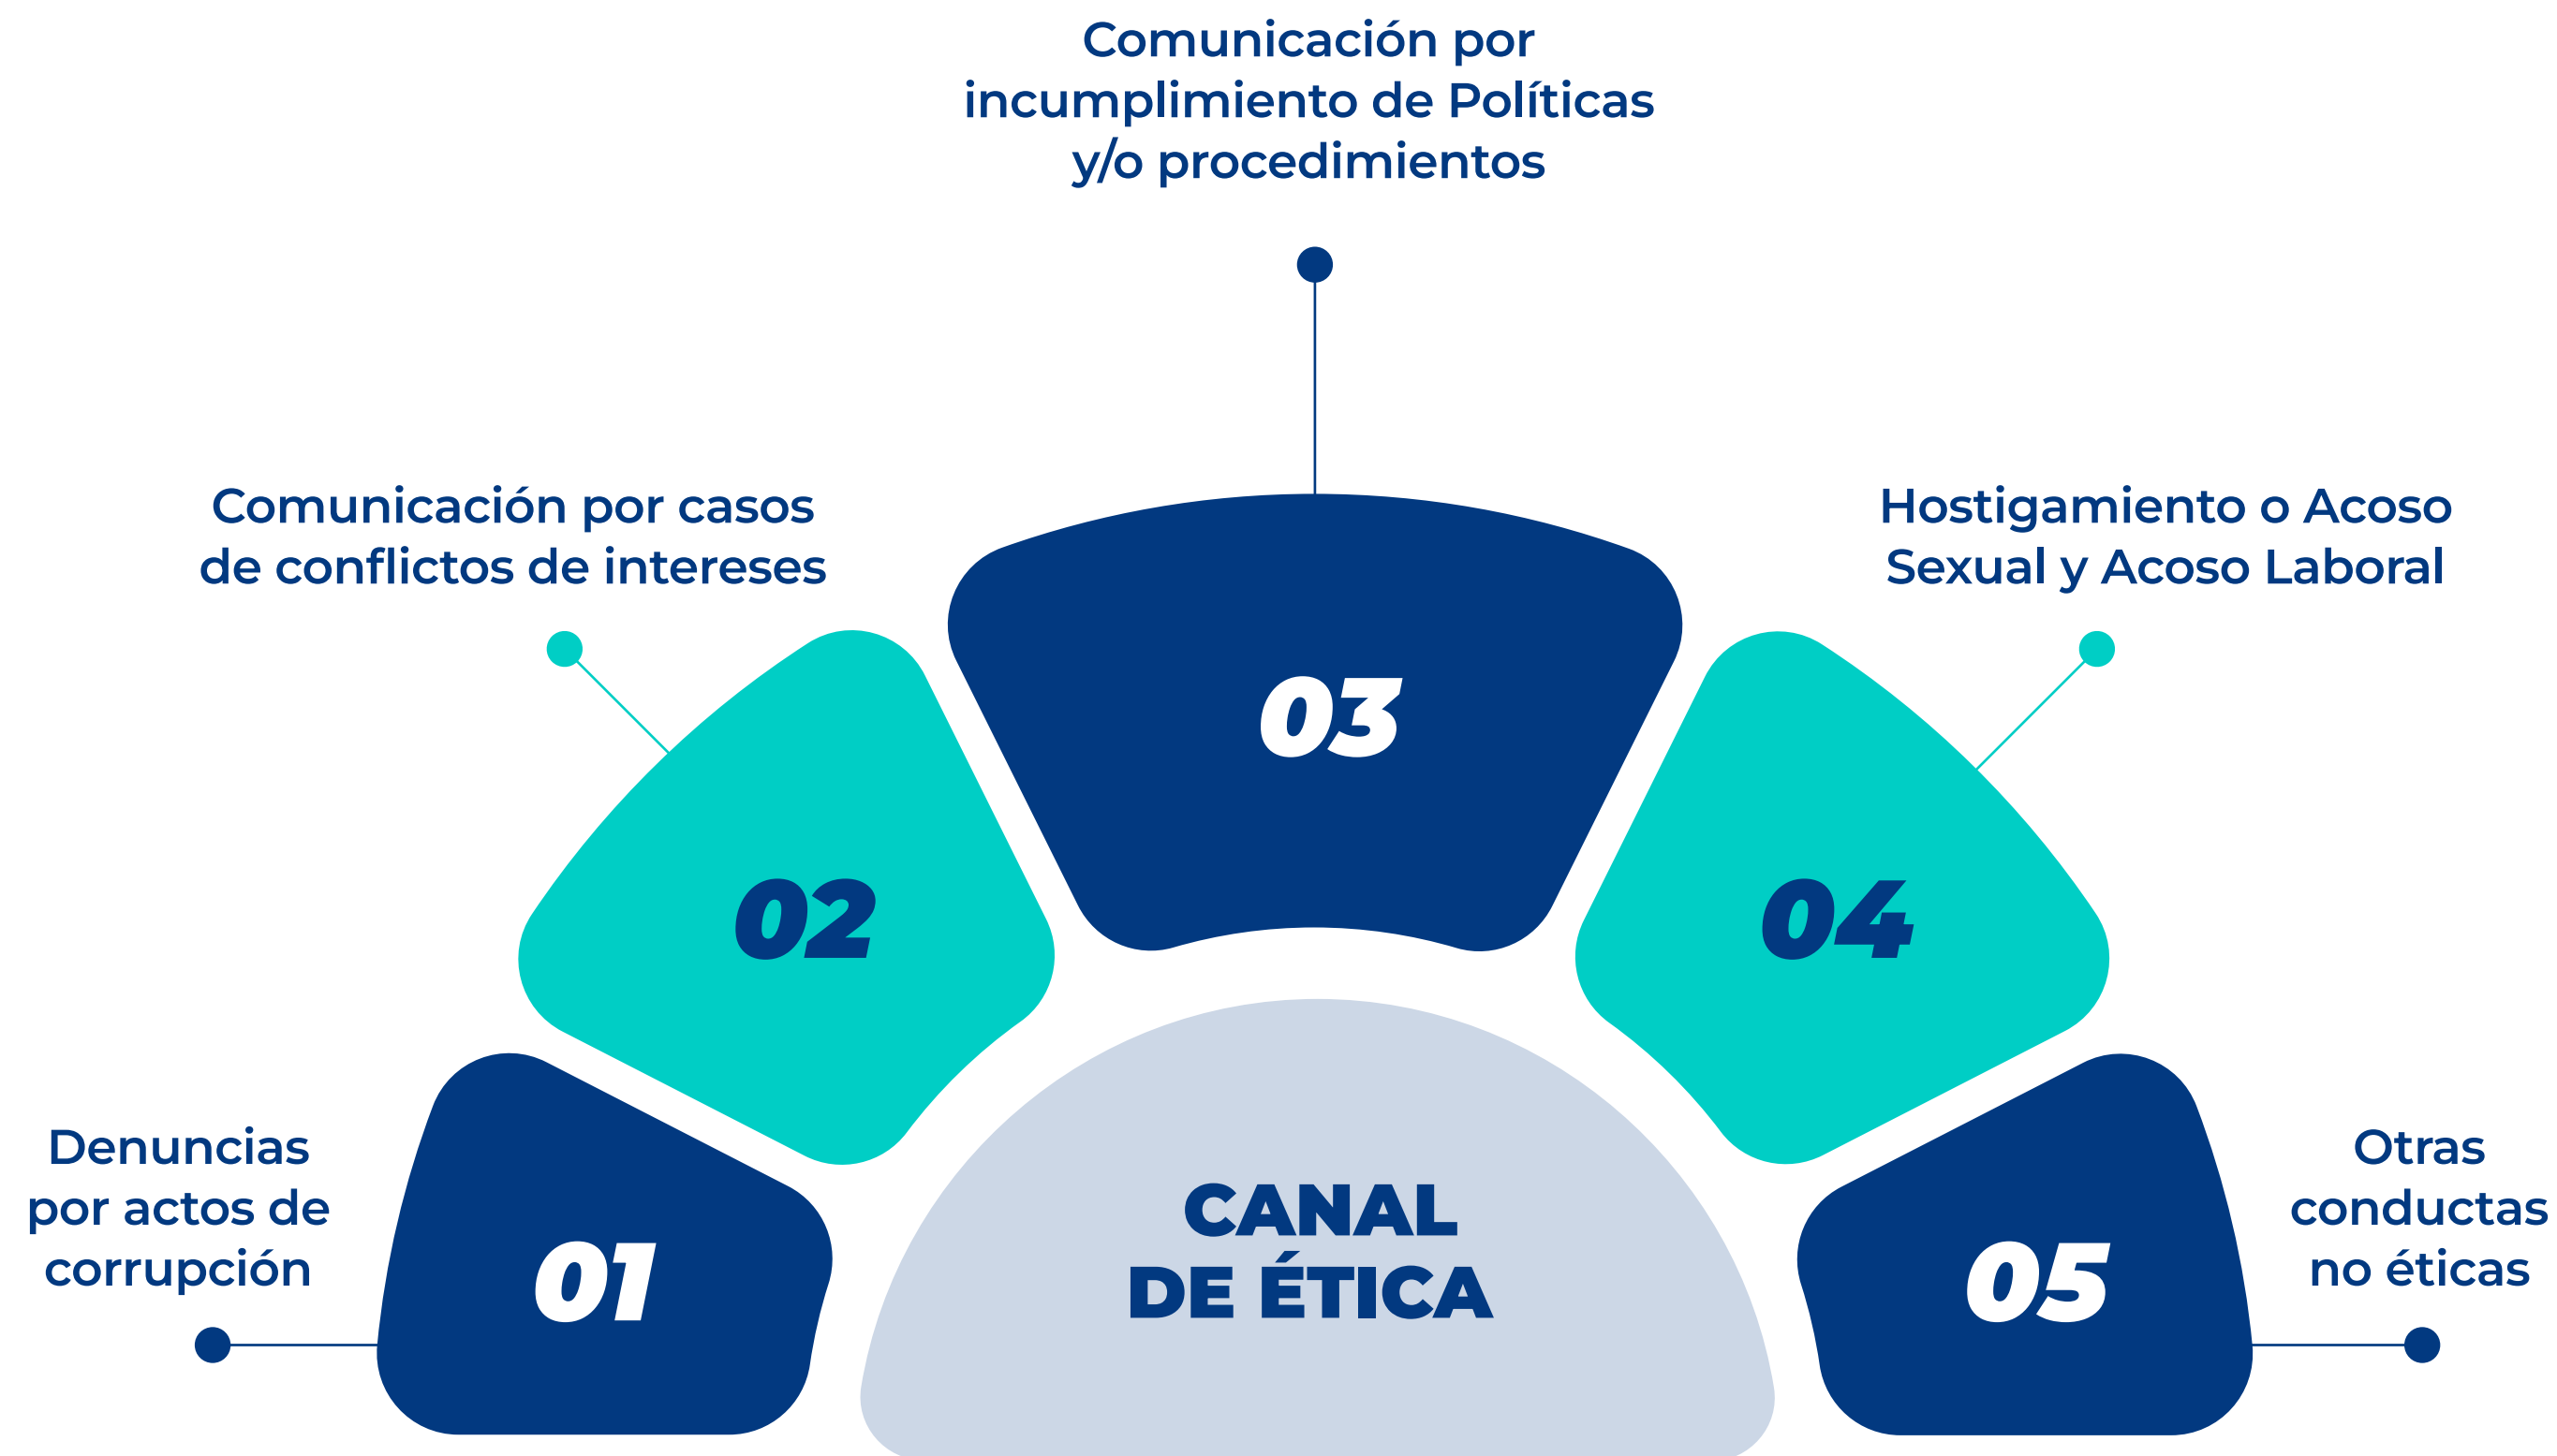 Comunicación por
incumplimiento de Políticas
y/o procedimientos
Comunicación por casos
de conflictos de intereses
Hostigamiento o Acoso
Sexual y Acoso Laboral
03
02
04
Denuncias
por actos de
corrupción
01
CANAL
DE ÉTICA
05
Otras
conductas
no éticas